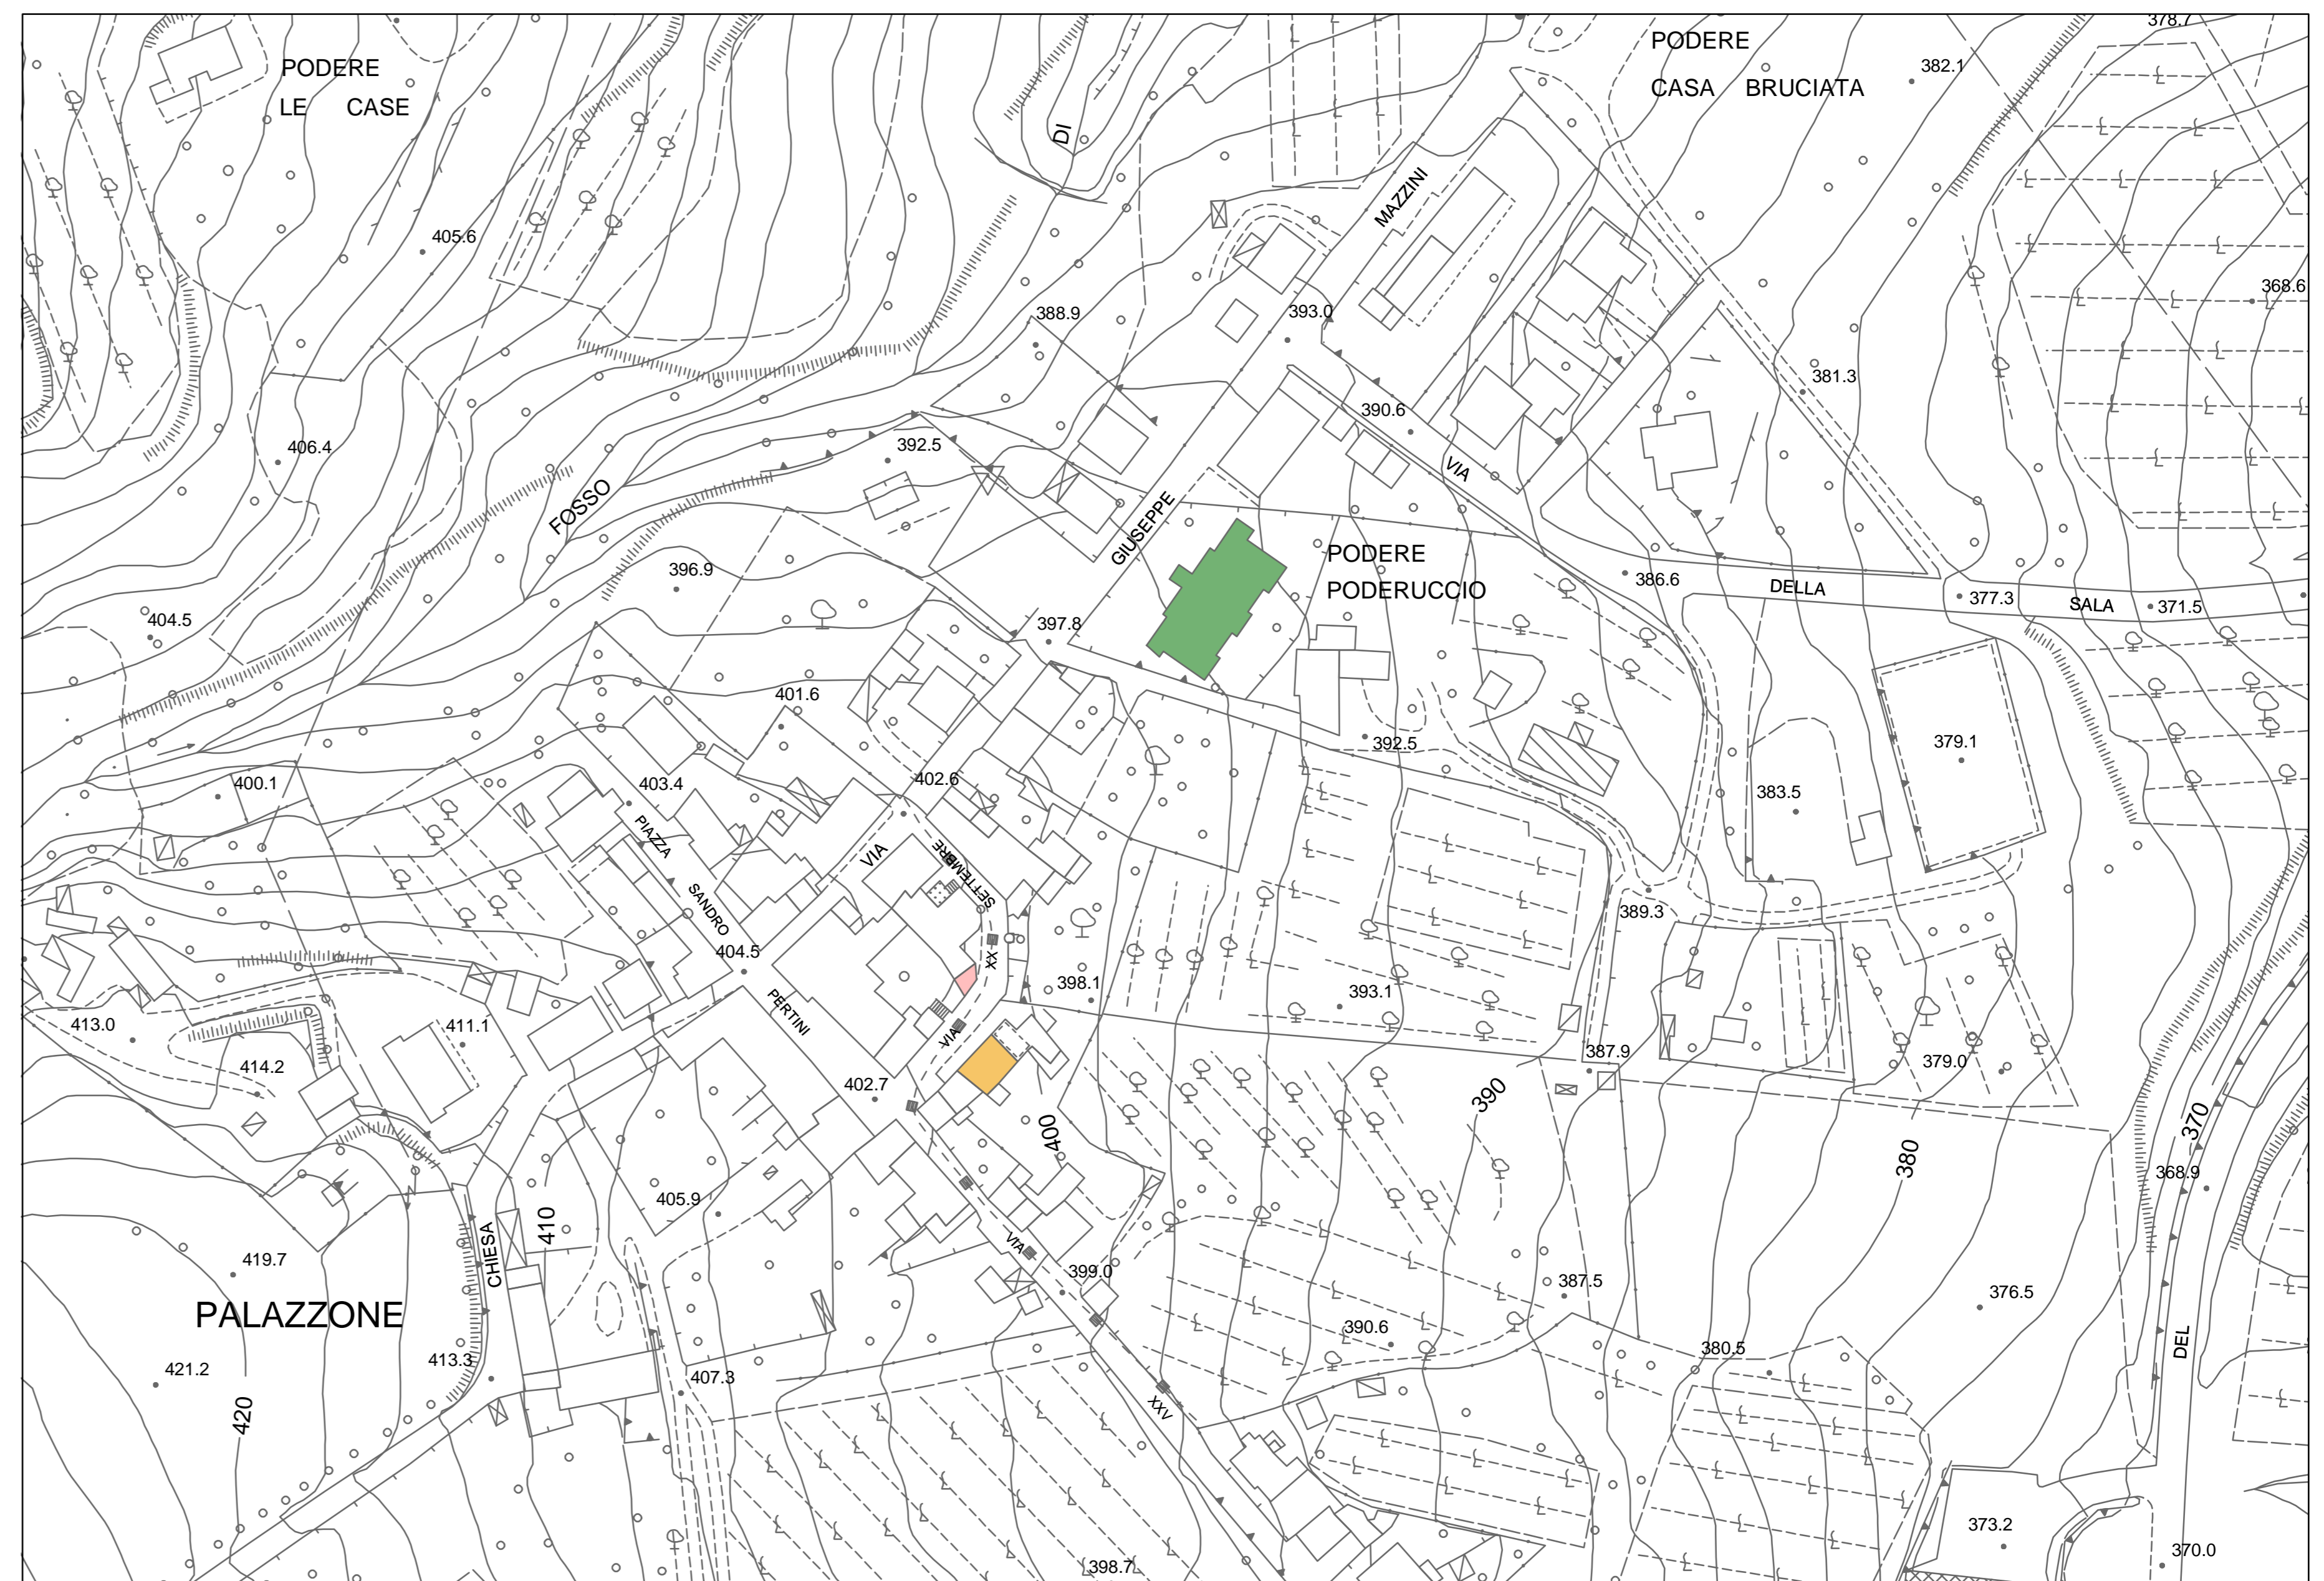 378.7
PODERE
CASA BRUCIATA
382.1
PODERE
LE CASE
DI
MAZZINI
405.6
368.6
388.9
393.0
381.3
390.6
392.5
406.4
VIA
FOSSO
GIUSEPPE
PODERE
PODERUCCIO
396.9
386.6
DELLA
377.3
SALA
371.5
404.5
397.8
401.6
392.5
379.1
403.4
402.6
400.1
383.5
PIAZZA
VIA
SETTEMBRE
SANDRO
389.3
404.5
XX
398.1
393.1
PERTINI
413.0
411.1
VIA
387.9
414.2
379.0
402.7
390
400
370
380
368.9
405.9
410
CHIESA
VIA
419.7
399.0
387.5
376.5
PALAZZONE
390.6
380.5
DEL
421.2
413.3
407.3
420
XXV
373.2
370.0
398.7